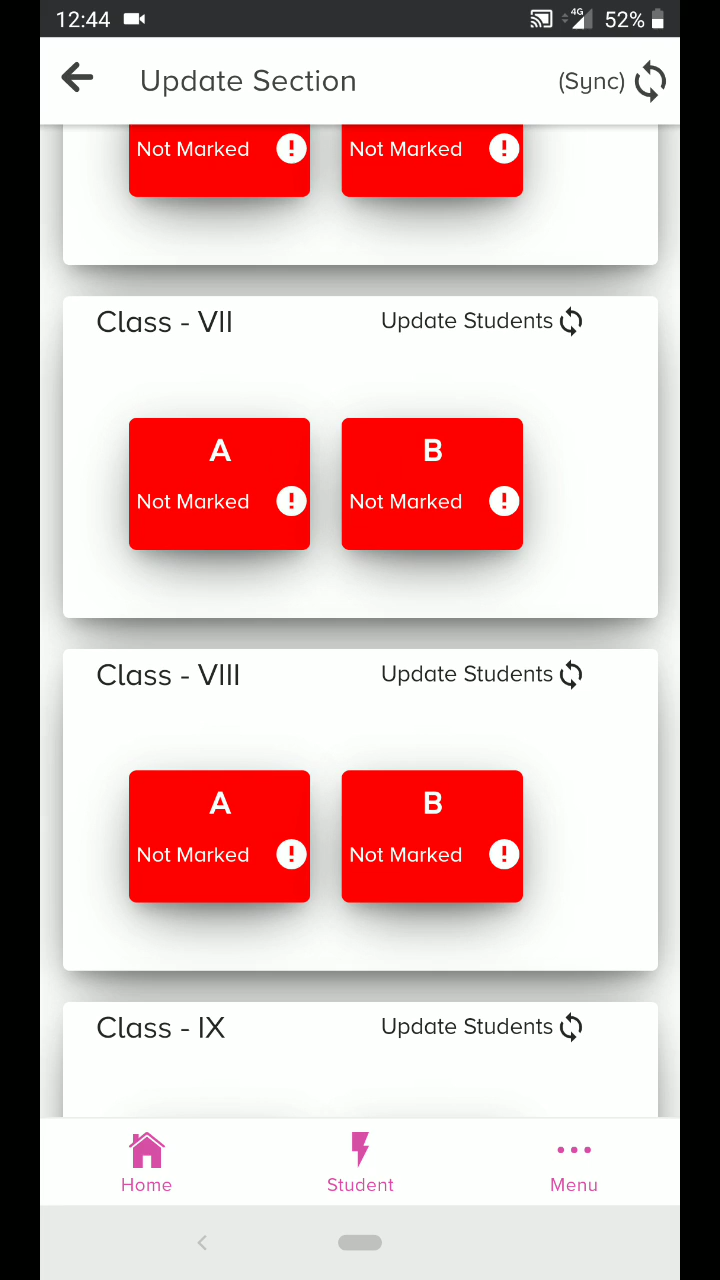 12:44 4G 52%
Update Section (Sync)
Not Marked Not Marked
Class - VII Update Students
A B
Not Marked Not Marked
Class - VIII Update Students
A B
Not Marked Not Marked
Class - IX Update Students
Home Student Menu